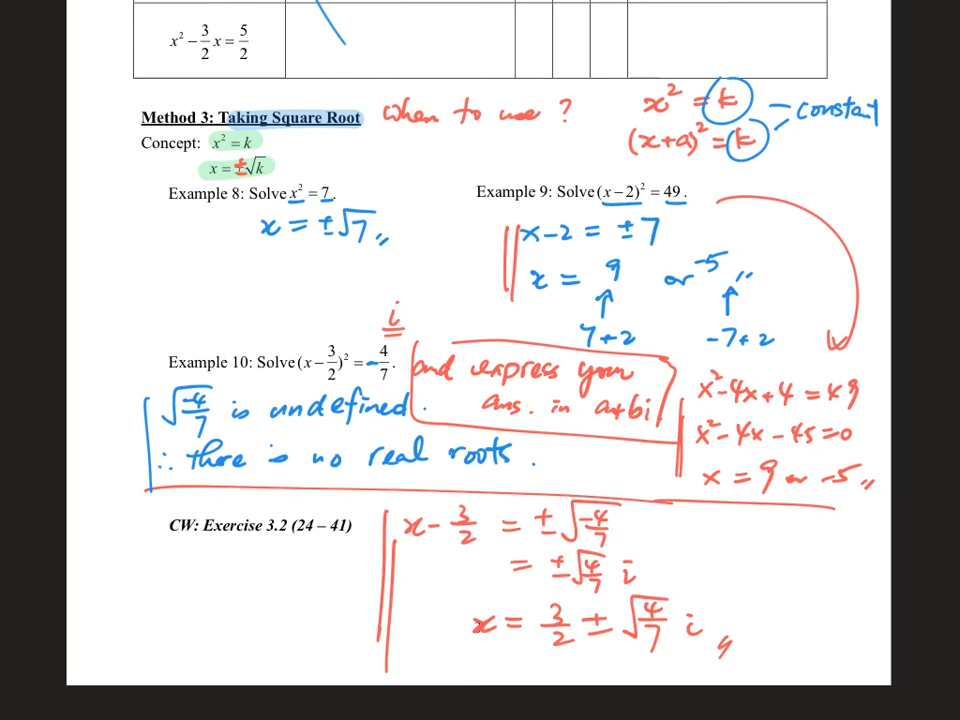 x² − 3/2 x = 5/2
Method 3: Taking Square Root When to use ?
x² = k
(x+a)² = k
constant
Concept: x² = k
x = ±√k
Example 8: Solve x² = 7.
x = ±√7 „
Example 9: Solve (x − 2)² = 49.
x−2 = ±7
x = 9 or −5 „
↑ ↑
7+2 −7+2
i
Example 10: Solve (x − 3/2)² = −4/7.
and express your
ans. in a+bi
√(−4/7) is undefined.
∴ there is no real roots.
x²−4x+4 = 49
x²−4x−45=0
x = 9 or −5 „
CW: Exercise 3.2 (24 – 41)
x − 3/2 = ±√(−4/7)
= ±√(4/7) i
x = 3/2 ± √(4/7) i „